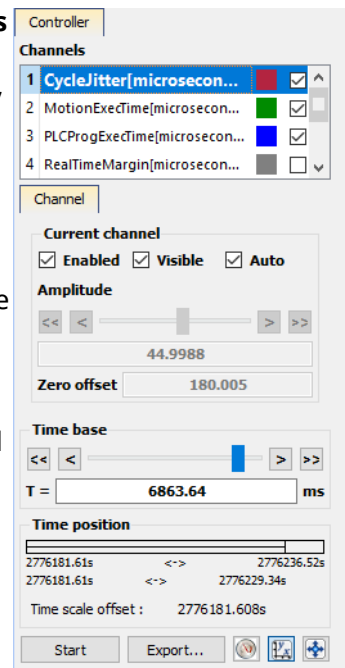 s
Controller
Channels
1 CycleJitter[microsecon...
2 MotionExecTime[microsecon...
3 PLCProgExecTime[microsecon...
4 RealTimeMargin[microsecon...
Channel
Current channel
Enabled Visible Auto
Amplitude
e
<< < > >>
44.9988
Zero offset 180.005
Time base
<< < > >>
T = 6863.64 ms
Time position
2776181.61s <-> 2776236.52s
2776181.61s <-> 2776229.34s
Time scale offset : 2776181.608s
Start Export...